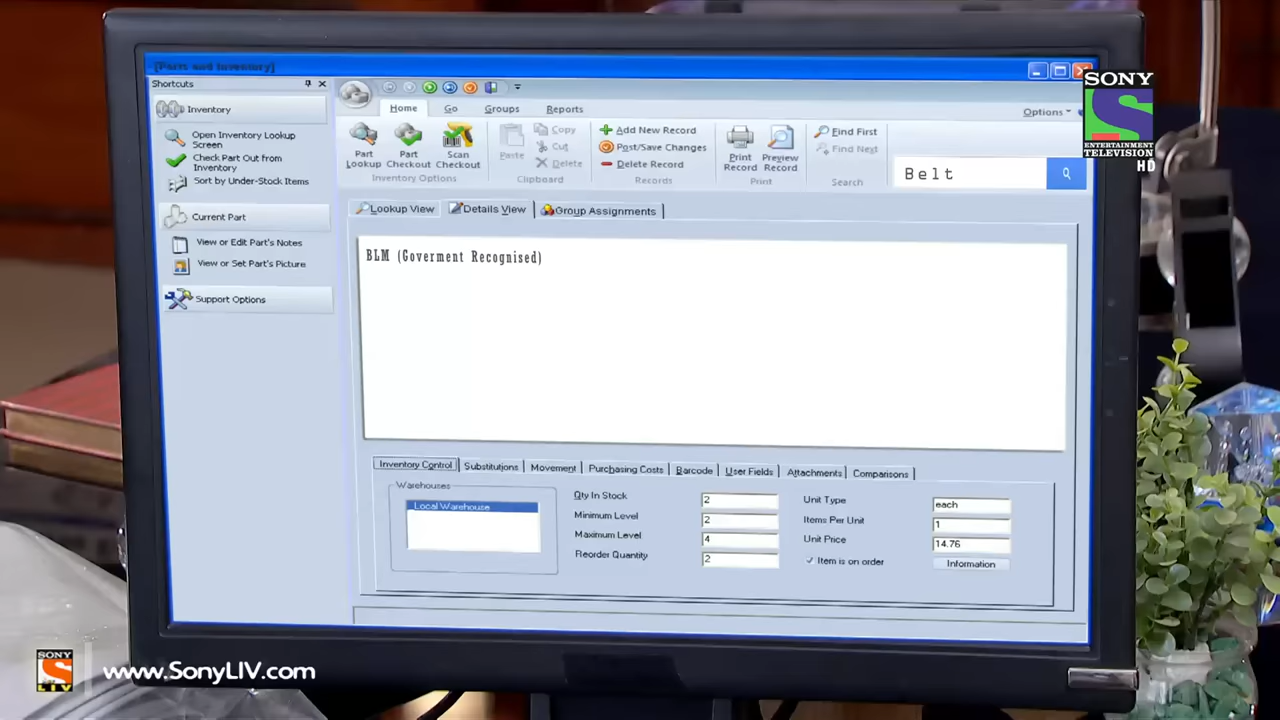 [Parts and Inventory]
Shortcuts
Inventory
Open Inventory Lookup
Screen
Check Part Out from
Inventory
Sort by Under-Stock Items
Current Part
View or Edit Part's Notes
View or Set Part's Picture
Support Options
Home
Go
Groups
Reports
Options
Part
Lookup
Part
Checkout
Scan
Checkout
Inventory Options
Paste
Copy
Cut
Delete
Clipboard
Add New Record
Post/Save Changes
Delete Record
Records
Print
Record
Preview
Record
Print
Find First
Find Next
Search
Belt
Lookup View
Details View
Group Assignments
BLM (Goverment Recognised)
Inventory Control
Substitutions
Movement
Purchasing Costs
Barcode
User Fields
Attachments
Comparisons
Warehouses
Local Warehouse
Qty In Stock 2
Minimum Level 2
Maximum Level 4
Reorder Quantity 2
Unit Type each
Items Per Unit 1
Unit Price 14.76
Item is on order
Information
SONY
ENTERTAINMENT
TELEVISION
HD
SONY
LIV
www.SonyLIV.com